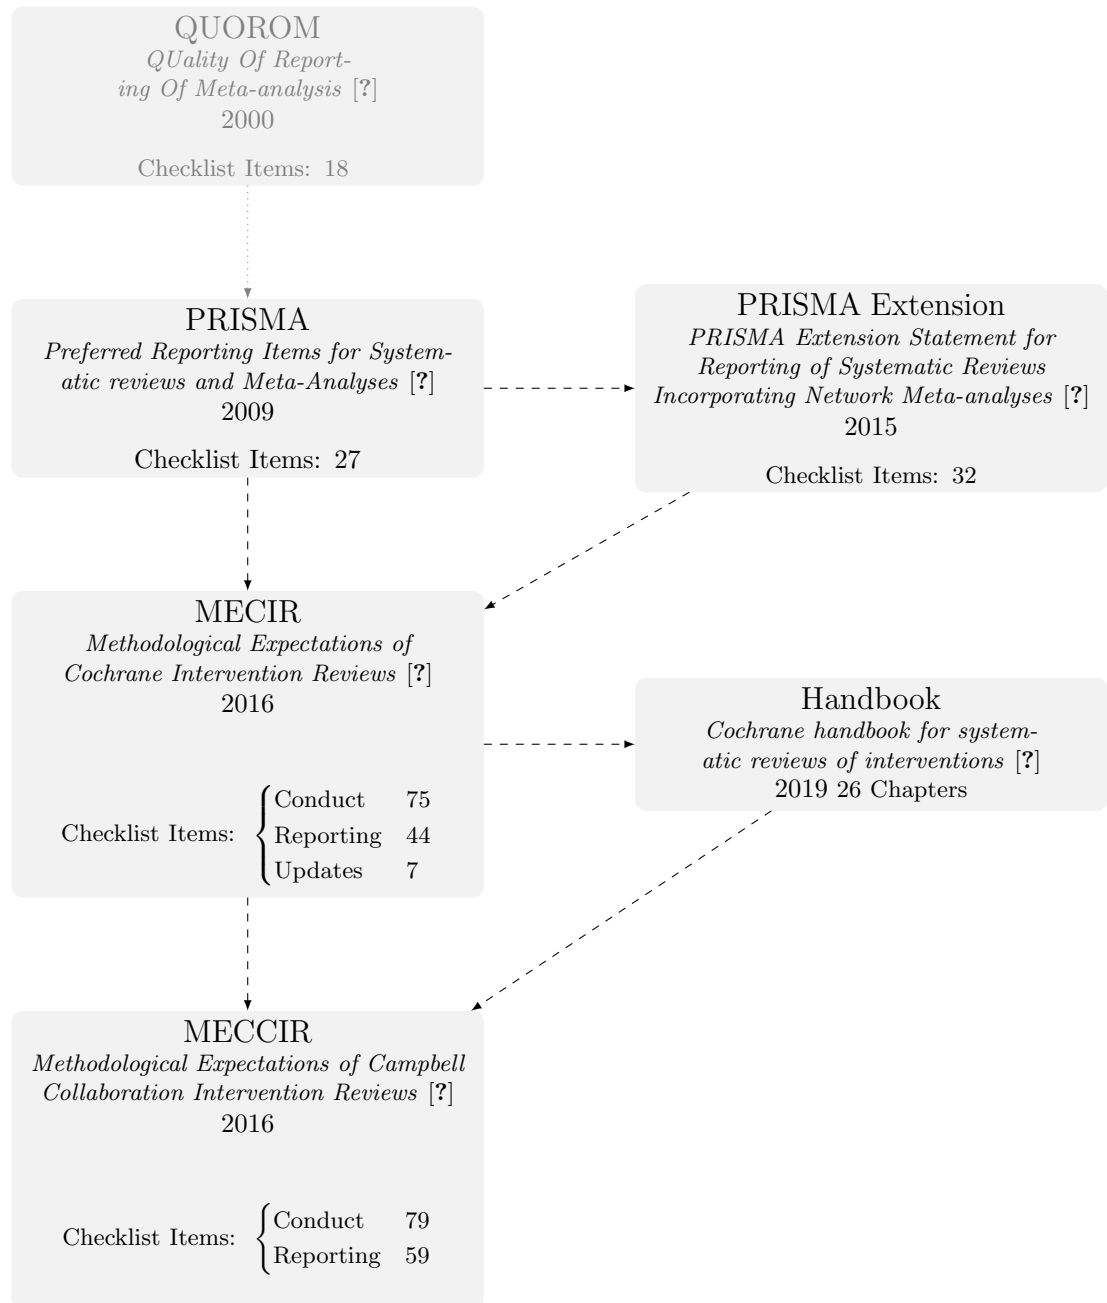 QUOROM
QUality Of Report-
ing Of Meta-analysis [?]
2000
Checklist Items: 18
PRISMA
Preferred Reporting Items for System-
atic reviews and Meta-Analyses [?]
2009
Checklist Items: 27
PRISMA Extension
PRISMA Extension Statement for
Reporting of Systematic Reviews
Incorporating Network Meta-analyses [?]
2015
Checklist Items: 32
MECIR
Methodological Expectations of
Cochrane Intervention Reviews [?]
2016
Checklist Items:
Conduct 75
Reporting 44
Updates 7
Handbook
Cochrane handbook for system-
atic reviews of interventions [?]
2019 26 Chapters
MECCIR
Methodological Expectations of Campbell
Collaboration Intervention Reviews [?]
2016
Checklist Items:
Conduct 79
Reporting 59